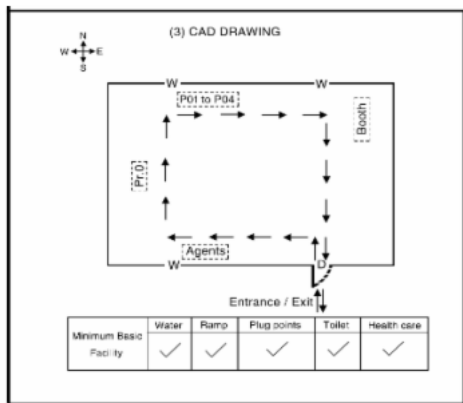 (3) CAD DRAWING
N
W E
S
W W
P01 to P04
Booth
Pr.0
Agents
W D
Entrance / Exit
Minimum Basic Facility Water Ramp Plug points Toilet Health care
✓ ✓ ✓ ✓ ✓